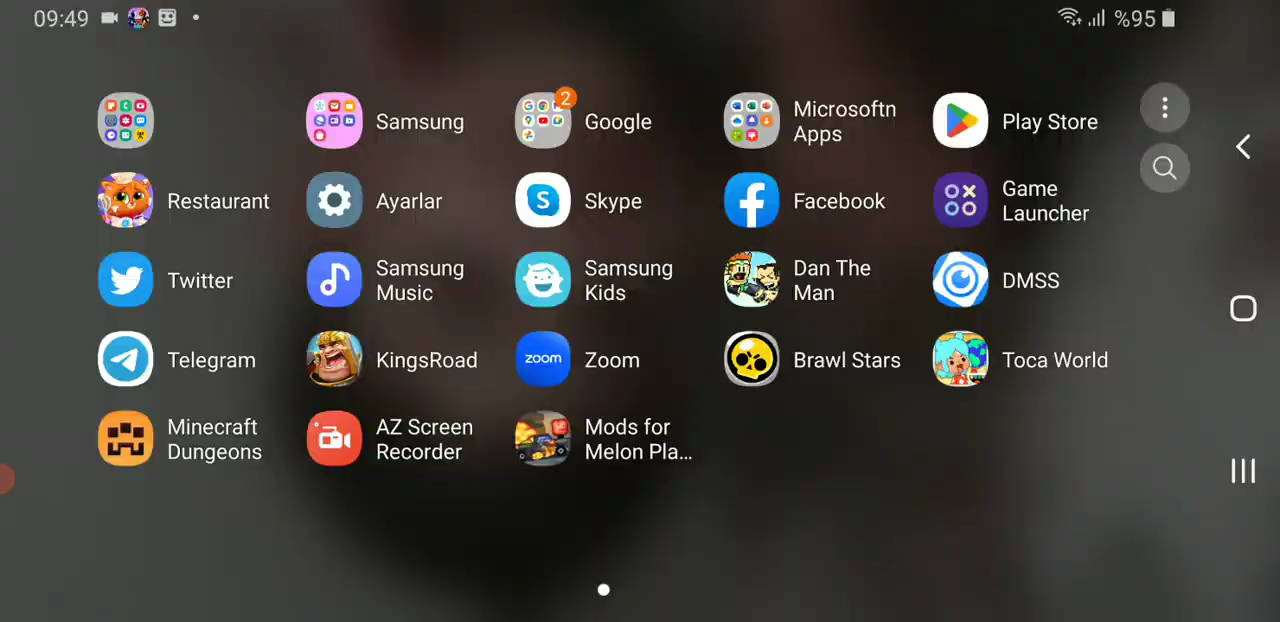 09:49
%95
2
Samsung
Google
Microsoftn
Apps
Play Store
Restaurant
Ayarlar
S
Skype
Facebook
Game
Launcher
Twitter
Samsung
Music
Samsung
Kids
Dan The
Man
DMSS
Telegram
KingsRoad
zoom
Zoom
Brawl Stars
Toca World
Minecraft
Dungeons
AZ Screen
Recorder
Mods for
Melon Pla...